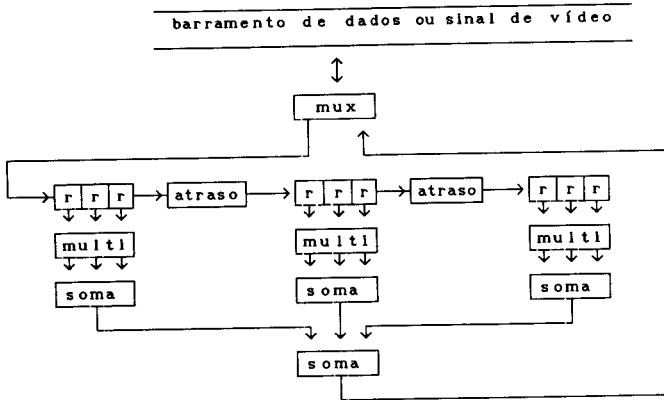 barramento de dados ou sinal de vídeo
mux
r r r atraso r r r atraso r r r
multi multi multi
soma soma soma
soma